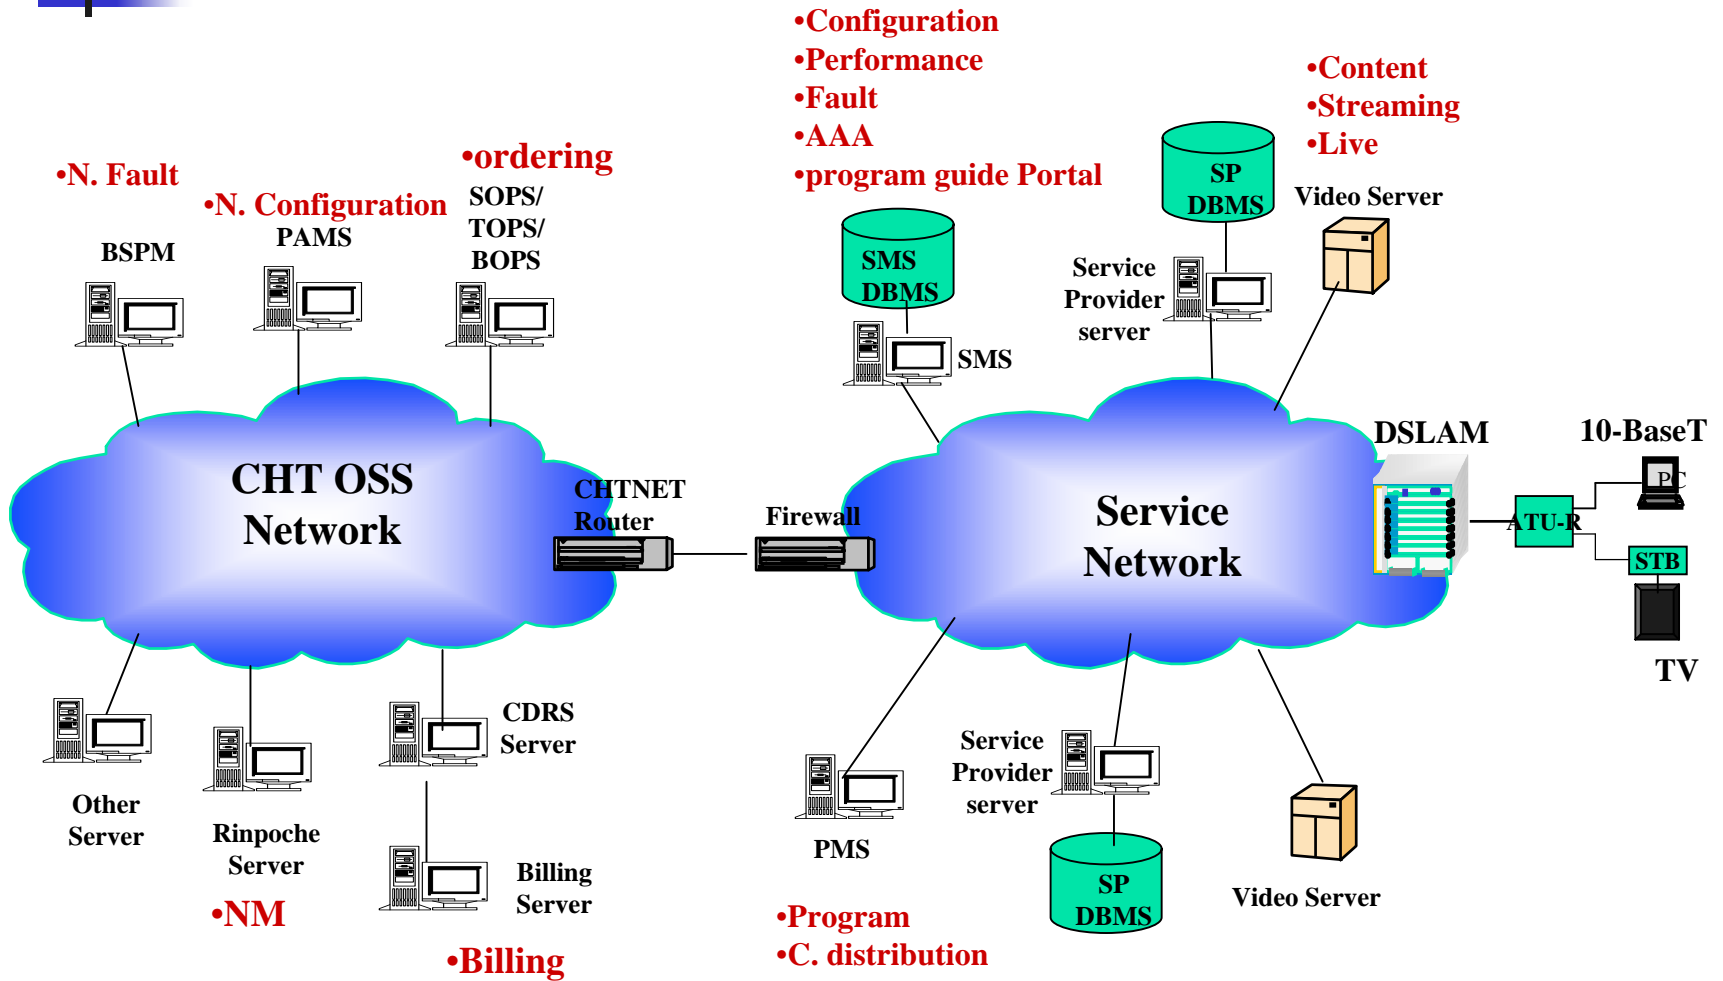 •Configuration
•Performance
•Fault
•AAA
•program guide Portal
•Content
•Streaming
•Live
•N. Fault
•N. Configuration
•ordering
BSPM
PAMS
SOPS/
TOPS/
BOPS
SMS
DBMS
SMS
SP
DBMS
Service
Provider
server
Video Server
CHT OSS
Network
CHTNET
Router
Firewall
Service
Network
DSLAM
10-BaseT
PC
ATU-R
STB
TV
Other
Server
Rinpoche
Server
•NM
CDRS
Server
Billing
Server
•Billing
PMS
•Program
•C. distribution
Service
Provider
server
SP
DBMS
Video Server